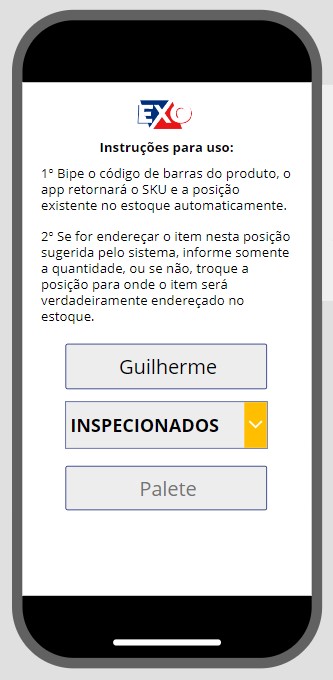 EXO
Instruções para uso:
1º Bipe o código de barras do produto, o
app retornará o SKU e a posição
existente no estoque automaticamente.
2º Se for endereçar o item nesta posição
sugerida pelo sistema, informe somente
a quantidade, ou se não, troque a
posição para onde o item será
verdadeiramente endereçado no
estoque.
Guilherme
INSPECIONADOS
Palete